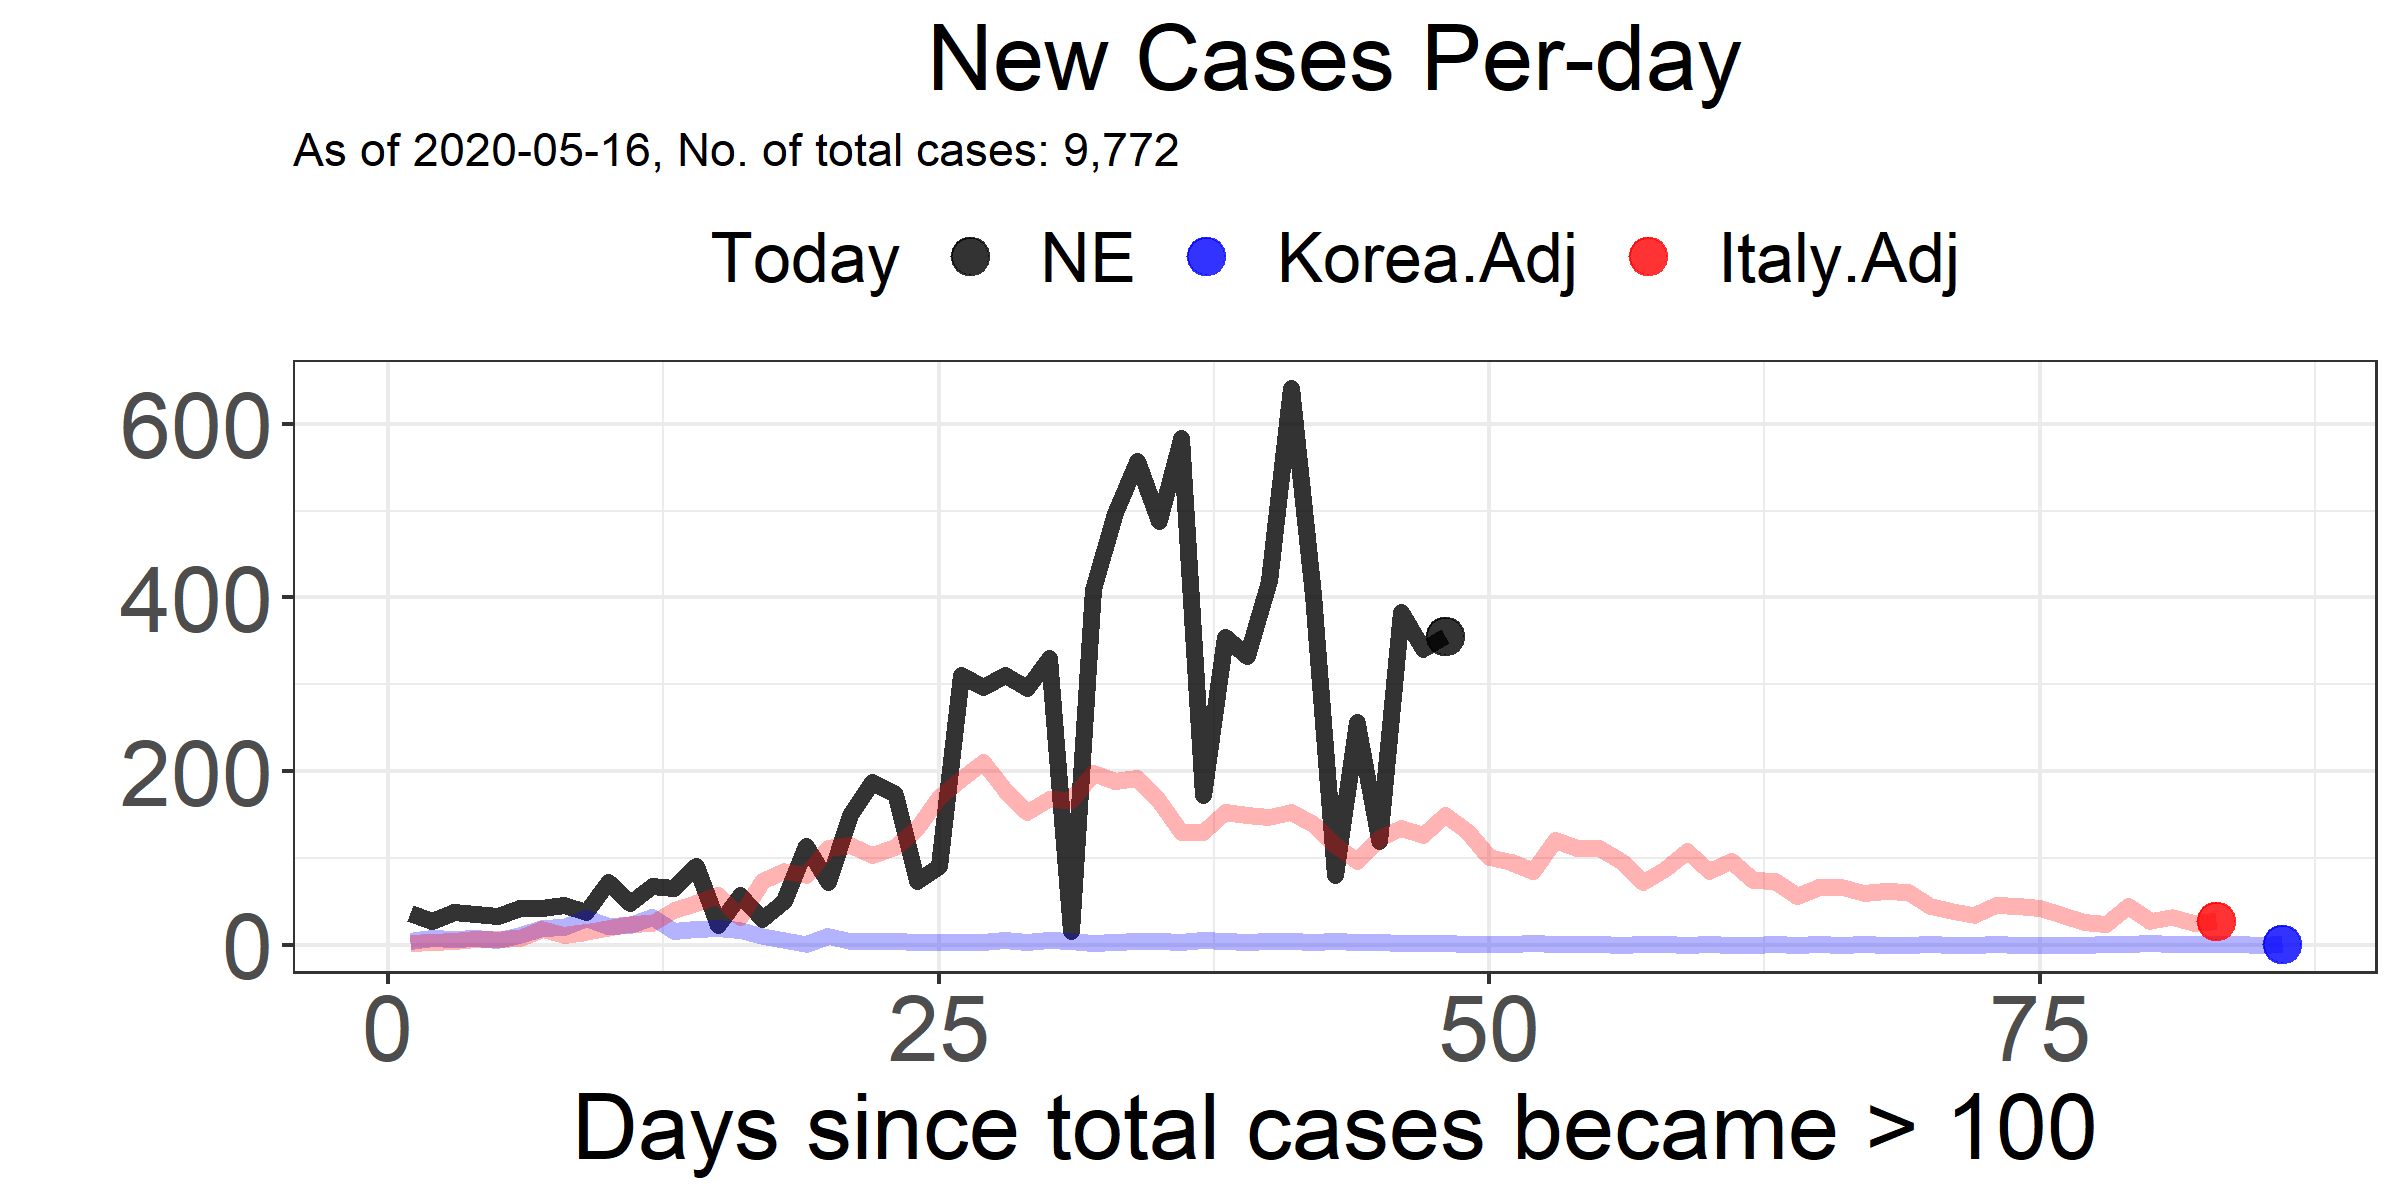 New Cases Per-day
As of 2020-05-16, No. of total cases: 9,772
Today NE Korea.Adj Italy.Adj
600
400
200
0
0 25 50 75
Days since total cases became > 100